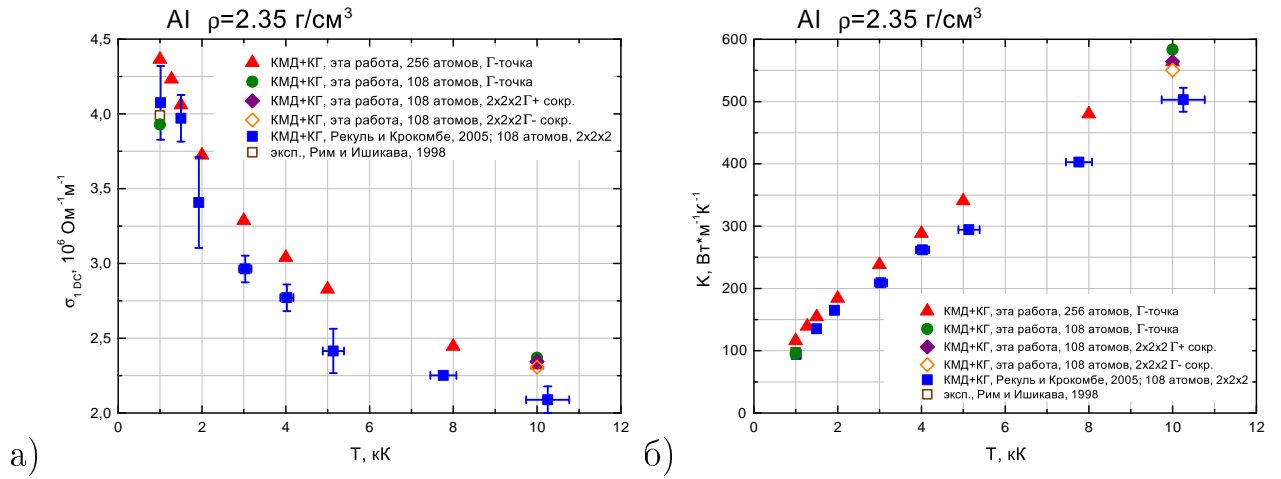 Al ρ=2.35 г/см³
4,5
4,0
3,5
3,0
2,5
2,0
σ₁ DC, 10⁶ Ом⁻¹м⁻¹
КМД+КГ, эта работа, 256 атомов, Γ-точка
КМД+КГ, эта работа, 108 атомов, Γ-точка
КМД+КГ, эта работа, 108 атомов, 2x2x2Γ+ сокр.
КМД+КГ, эта работа, 108 атомов, 2x2x2Γ- сокр.
КМД+КГ, Рекуль и Крокомбе, 2005; 108 атомов, 2x2x2
эксп., Рим и Ишикава, 1998
0 2 4 6 8 10 12
T, кК
а)
Al ρ=2.35 г/см³
600
500
400
300
200
100
0
K, Вт*м⁻¹К⁻¹
КМД+КГ, эта работа, 256 атомов, Γ-точка
КМД+КГ, эта работа, 108 атомов, Γ-точка
КМД+КГ, эта работа, 108 атомов, 2x2x2Γ+ сокр.
КМД+КГ, эта работа, 108 атомов, 2x2x2Γ- сокр.
КМД+КГ, Рекуль и Крокомбе, 2005; 108 атомов, 2x2x2
эксп., Рим и Ишикава, 1998
0 2 4 6 8 10 12
T, кК
б)